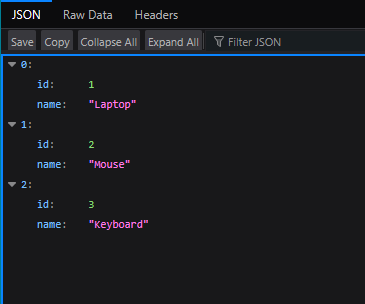 JSON Raw Data Headers
Save Copy Collapse All Expand All Filter JSON
0:
id: 1
name: "Laptop"
1:
id: 2
name: "Mouse"
2:
id: 3
name: "Keyboard"